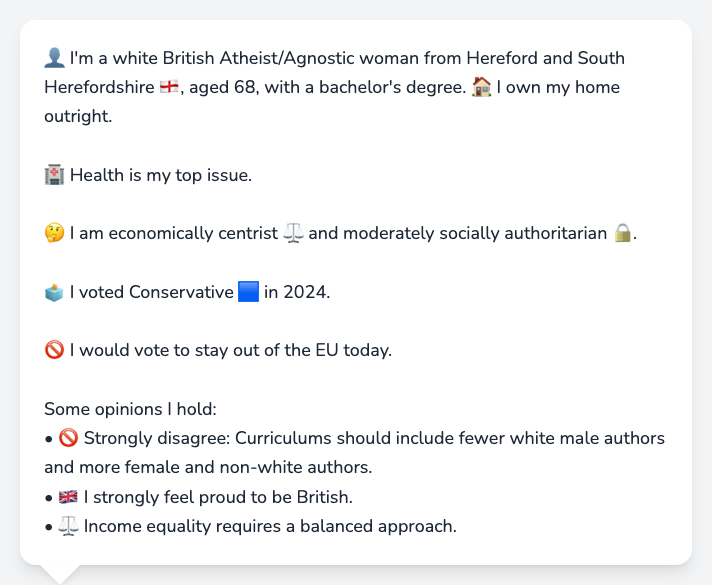 👤 I'm a white British Atheist/Agnostic woman from Hereford and South
Herefordshire 🏴󠁧󠁢󠁥󠁮󠁧󠁿, aged 68, with a bachelor's degree. 🏠 I own my home
outright.
🏥 Health is my top issue.
🤔 I am economically centrist ⚖️ and moderately socially authoritarian 🔒.
🗳️ I voted Conservative 🟦 in 2024.
🚫 I would vote to stay out of the EU today.
Some opinions I hold:
• 🚫 Strongly disagree: Curriculums should include fewer white male authors
and more female and non-white authors.
• 🇬🇧 I strongly feel proud to be British.
• ⚖️ Income equality requires a balanced approach.